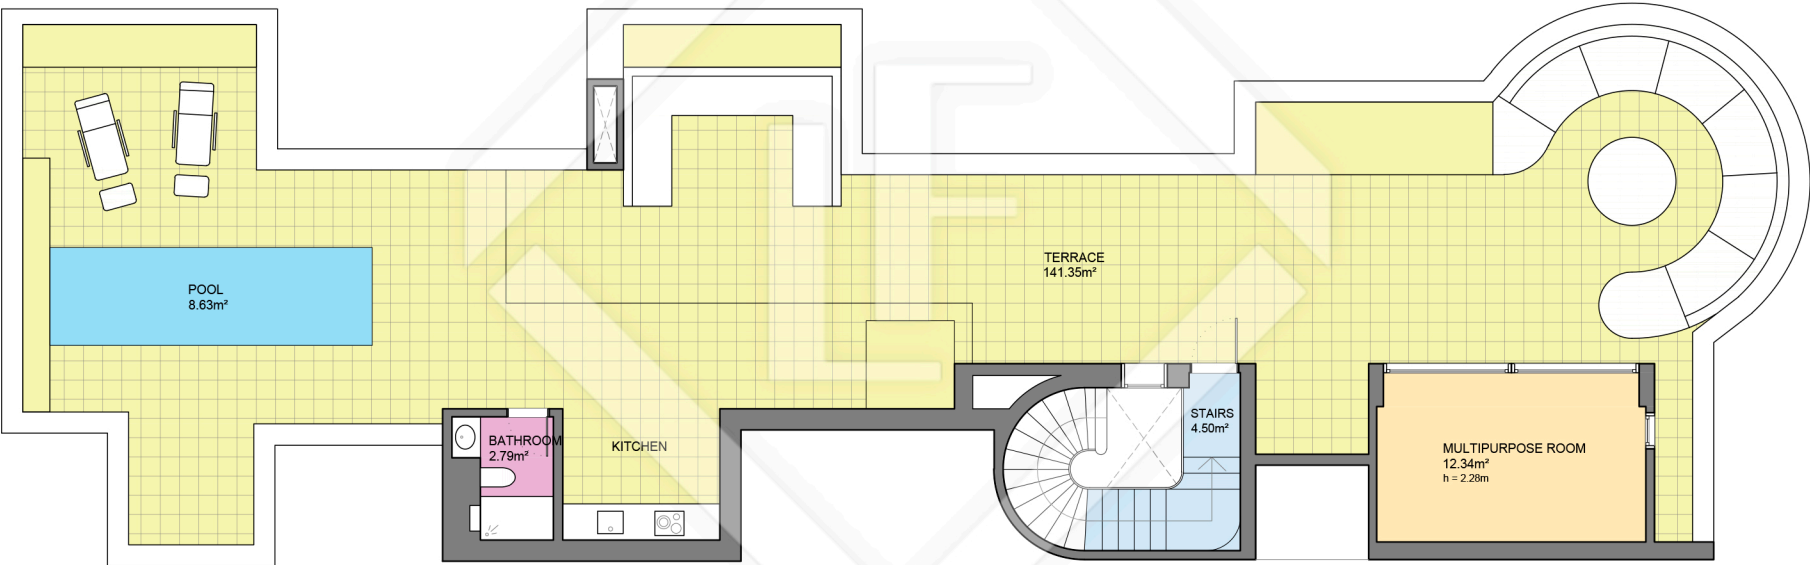 POOL
8.63m²
TERRACE
141.35m²
BATHROOM
2.79m²
KITCHEN
STAIRS
4.50m²
MULTIPURPOSE ROOM
12.34m²
h = 2.28m
LF